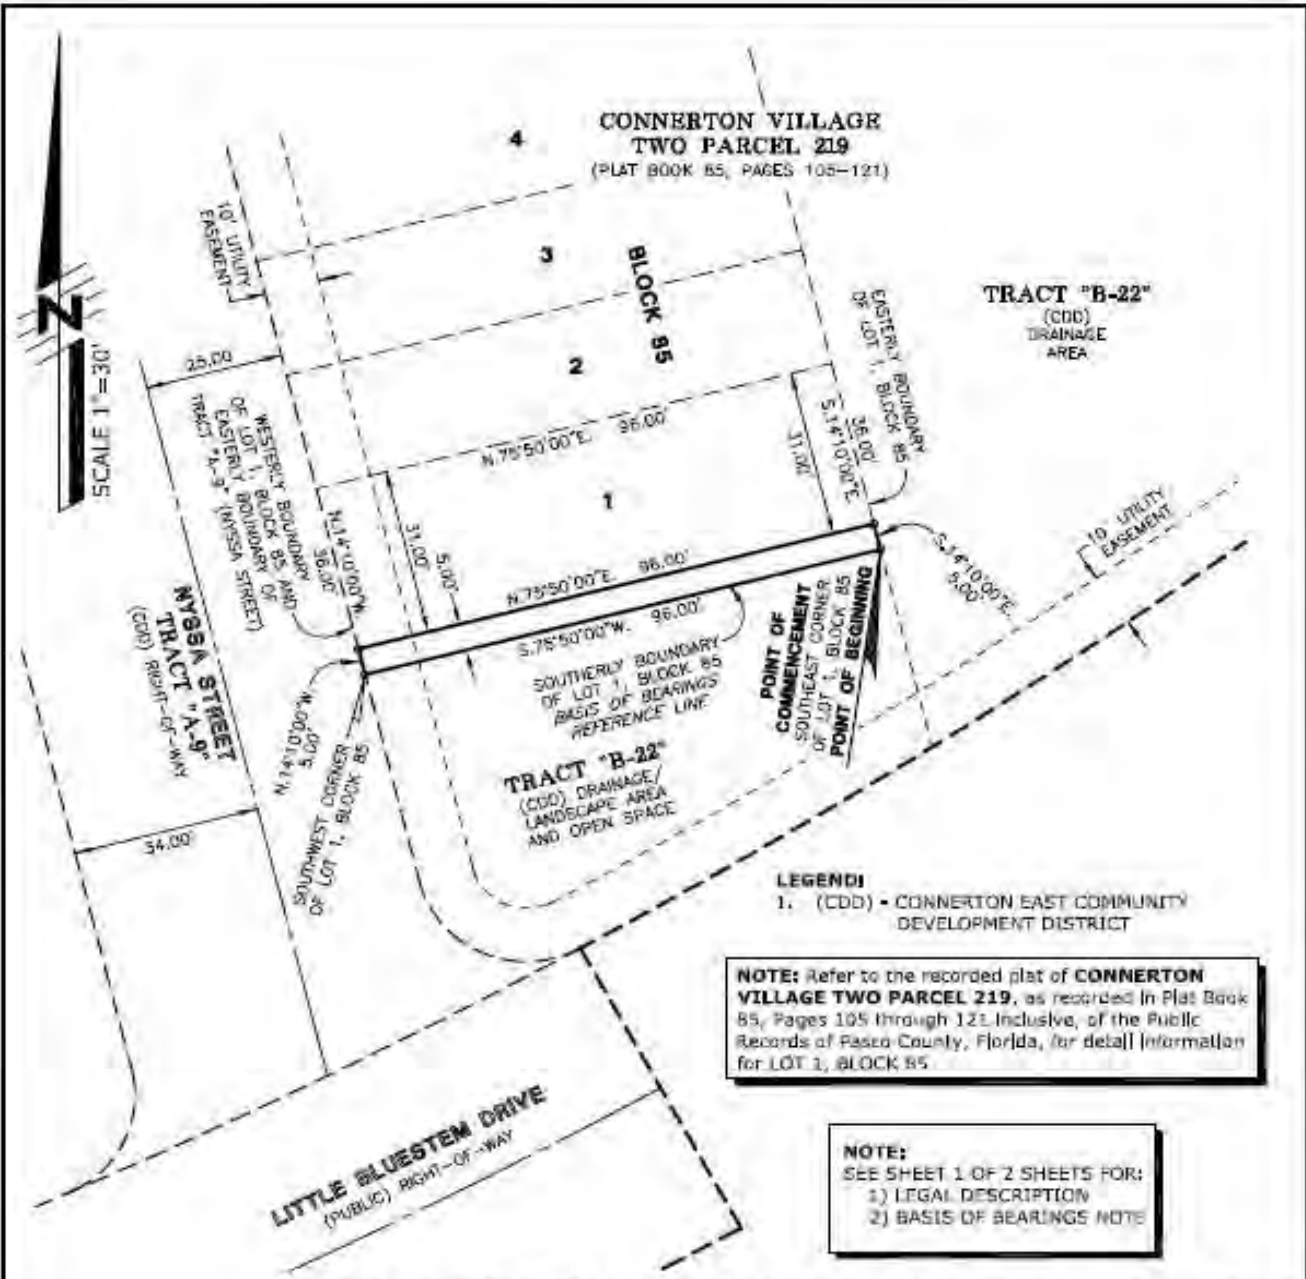 CONNERTON VILLAGE
TWO PARCEL 219
(PLAT BOOK 85, PAGES 105-121)
4
3
2
1
BLOCK 85
N
SCALE 1"=30'
10' UTILITY
EASEMENT
25.00
TRACT "B-22"
(CDD)
DRAINAGE
AREA
EASTERLY BOUNDARY
OF LOT 1, BLOCK 85
S.14°10'00"E.
36.00'
31.00'
N.75°50'00"E. 96.00'
WESTERLY BOUNDARY
OF LOT 1, BLOCK 85 AND
EASTERLY BOUNDARY OF
TRACT "A-9" (NYSSA STREET)
N.14°10'00"W.
36.00'
31.00'
5.00'
N.75°50'00"E. 96.00'
S.75°50'00"W. 96.00'
SOUTHERLY BOUNDARY
OF LOT 1, BLOCK 85
BASIS OF BEARINGS
REFERENCE LINE
POINT OF
COMMENCEMENT
SOUTHEAST CORNER
OF LOT 1, BLOCK 85
POINT OF BEGINNING
S.14°10'00"E.
5.00'
10' UTILITY
EASEMENT
NYSSA STREET
TRACT "A-9"
(CDD) RIGHT-OF-WAY
54.00'
N.14°10'00"W.
5.00'
SOUTHWEST CORNER
OF LOT 1, BLOCK 85
TRACT "B-22"
(CDD) DRAINAGE/
LANDSCAPE AREA
AND OPEN SPACE
LEGEND:
1. (CDD) - CONNERTON EAST COMMUNITY
DEVELOPMENT DISTRICT
NOTE: Refer to the recorded plat of CONNERTON
VILLAGE TWO PARCEL 219, as recorded in Plat Book
85, Pages 105 through 121 inclusive, of the Public
Records of Pasco County, Florida, for detail information
for LOT 1, BLOCK 85
NOTE:
SEE SHEET 1 OF 2 SHEETS FOR:
1) LEGAL DESCRIPTION
2) BASIS OF BEARINGS NOTE
LITTLE BLUESTEM DRIVE
(PUBLIC) RIGHT-OF-WAY